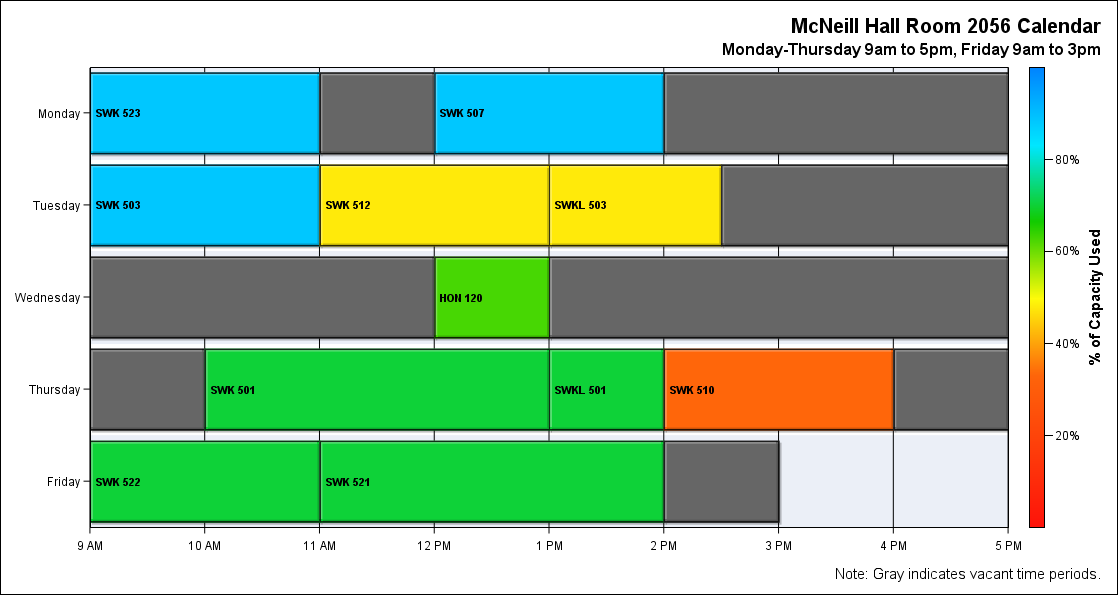 McNeill Hall Room 2056 Calendar
Monday-Thursday 9am to 5pm, Friday 9am to 3pm
Monday
SWK 523
SWK 507
Tuesday
SWK 503
SWK 512
SWKL 503
Wednesday
HON 120
Thursday
SWK 501
SWKL 501
SWK 510
Friday
SWK 522
SWK 521
9 AM
10 AM
11 AM
12 PM
1 PM
2 PM
3 PM
4 PM
5 PM
80%
60%
40%
20%
% of Capacity Used
Note: Gray indicates vacant time periods.